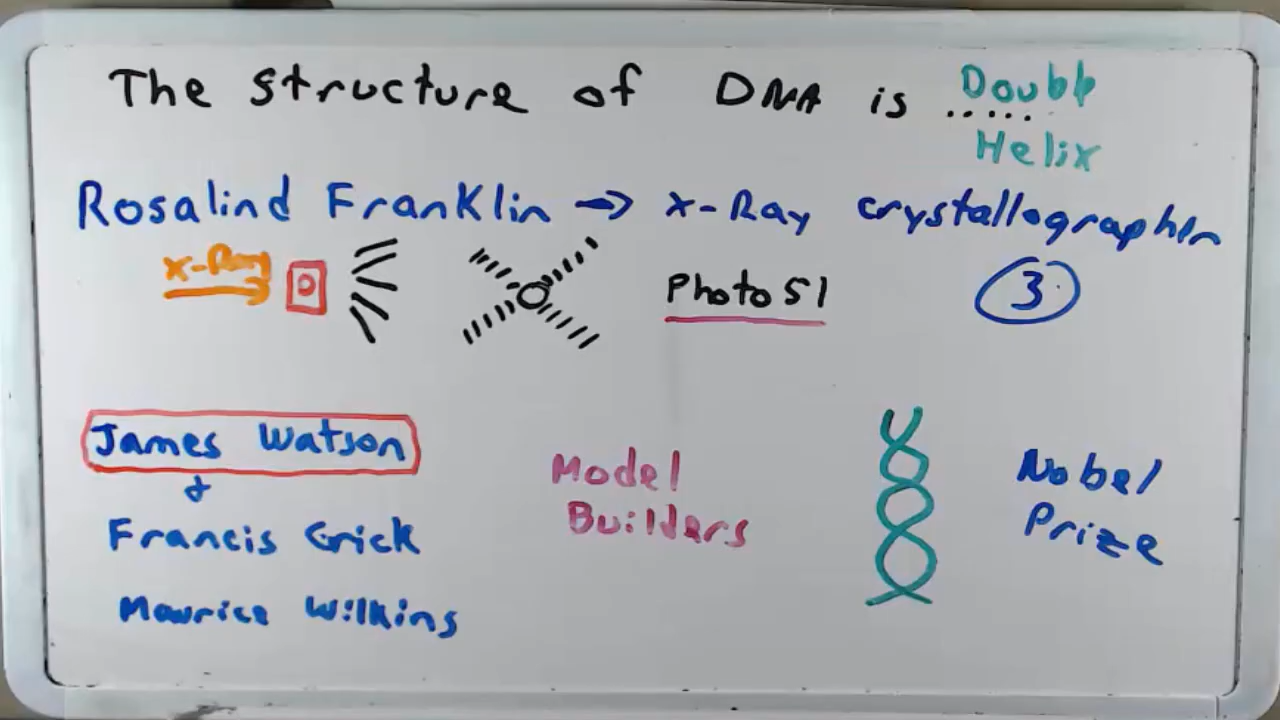 The structure of DNA is Double
Helix
Rosalind Franklin → x-Ray crystallographer
x-Ray
Photo 51
3
James Watson
&
Francis Crick
Maurice Wilkins
Model
Builders
Nobel
Prize